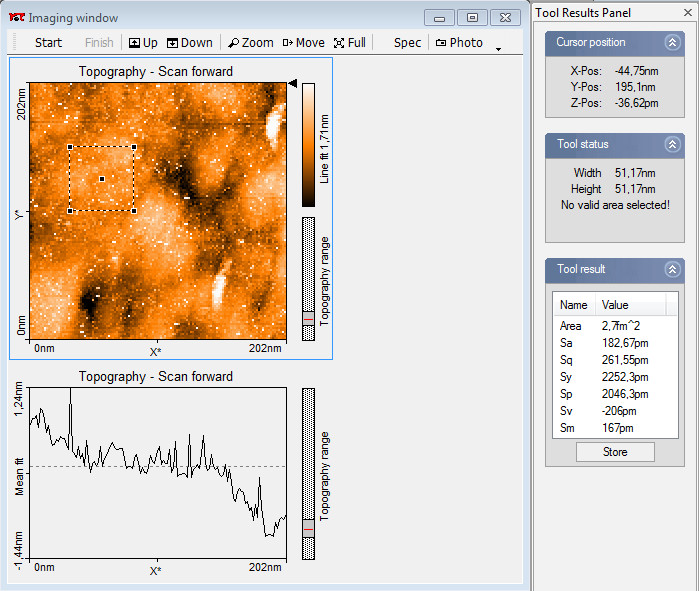 Imaging window
Start Finish Up Down Zoom Move Full Spec Photo
Topography - Scan forward
202nm
Y*
0nm
0nm X* 202nm
Line fit 1,71nm
Topography range
Topography - Scan forward
1,24nm
Mean fit
-1,44nm
0nm X* 202nm
Topography range
Tool Results Panel
Cursor position
X-Pos: -44,75nm
Y-Pos: 195,1nm
Z-Pos: -36,62pm
Tool status
Width 51,17nm
Height 51,17nm
No valid area selected!
Tool result
Name Value
Area 2,7fm^2
Sa 182,67pm
Sq 261,55pm
Sy 2252,3pm
Sp 2046,3pm
Sv -206pm
Sm 167pm
Store